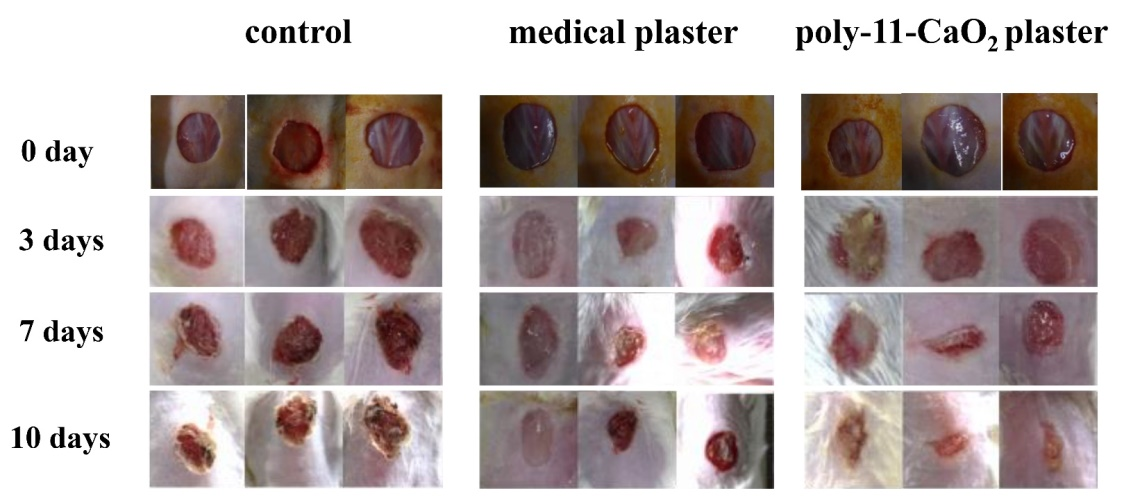 control medical plaster poly-11-CaO₂ plaster
0 day
3 days
7 days
10 days